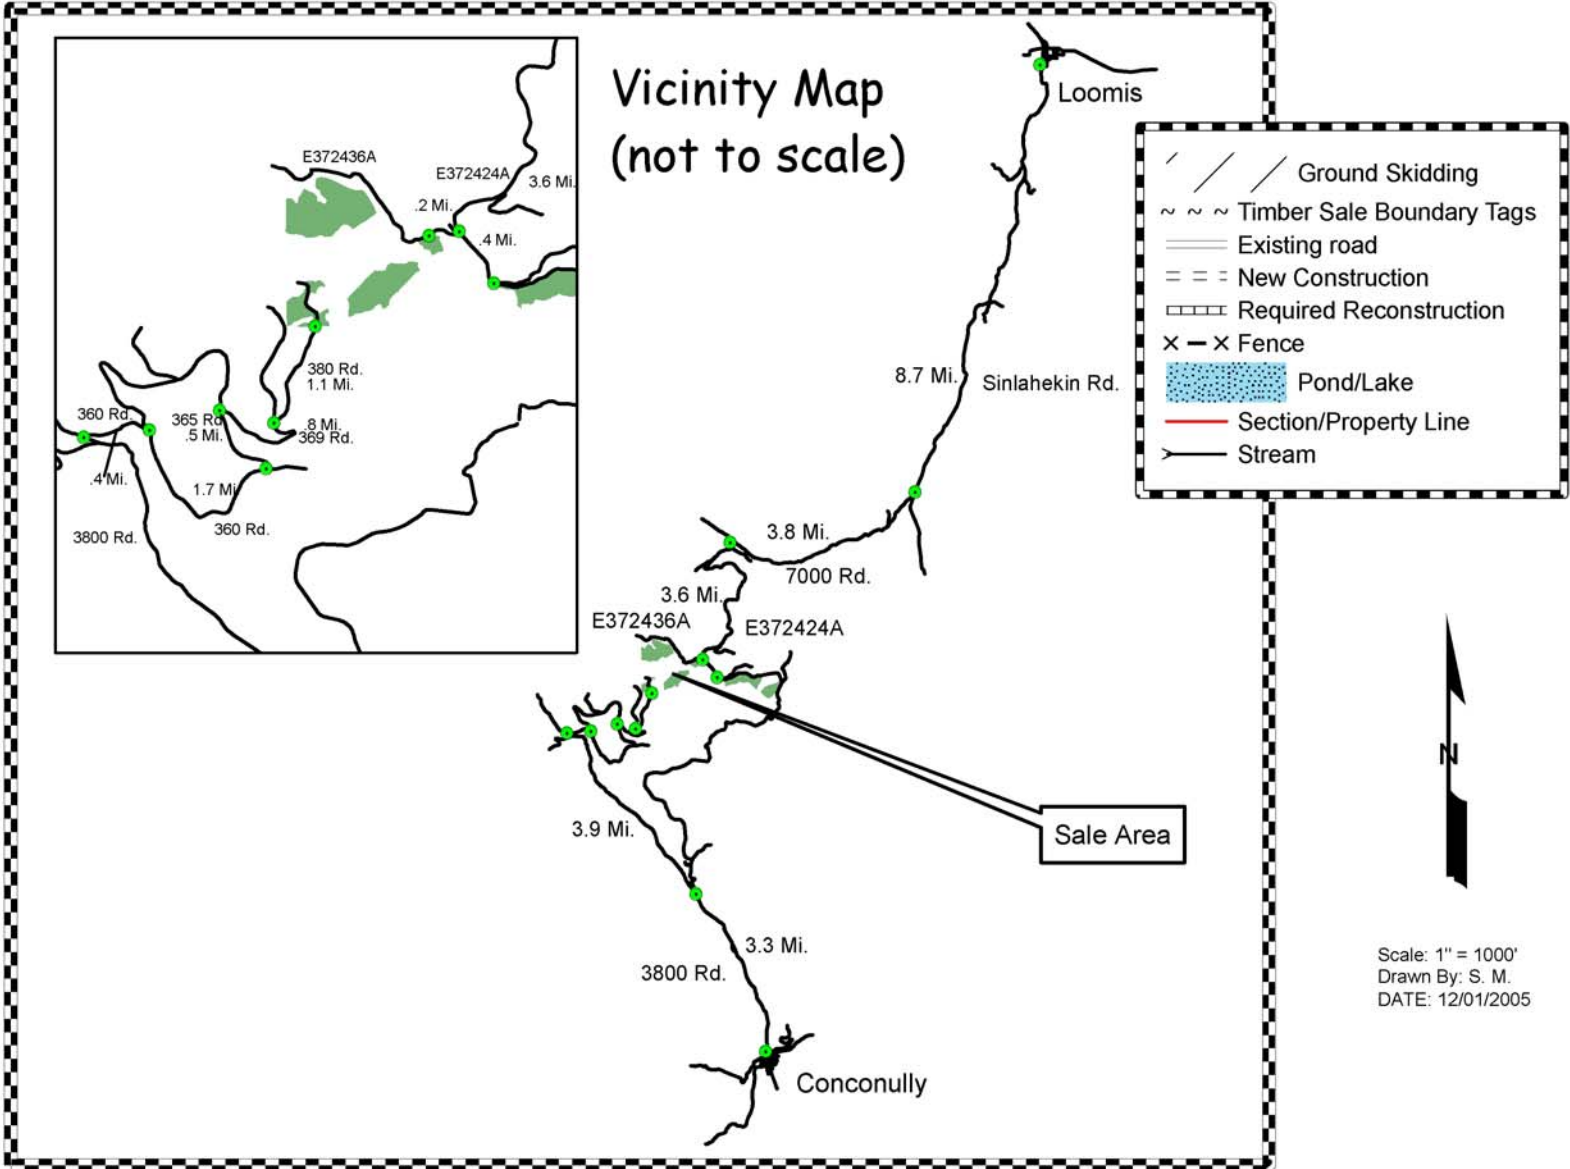 Vicinity Map
(not to scale)
E372436A
E372424A
3.6 Mi.
.2 Mi.
.4 Mi.
380 Rd.
1.1 Mi.
360 Rd.
365 Rd
.5 Mi.
.8 Mi.
369 Rd.
.4 Mi.
1.7 Mi
360 Rd.
3800 Rd.
Loomis
8.7 Mi.
Sinlahekin Rd.
3.8 Mi.
7000 Rd.
3.6 Mi.
E372436A
E372424A
3.9 Mi.
Sale Area
3.3 Mi.
3800 Rd.
Conconully
Ground Skidding
Timber Sale Boundary Tags
Existing road
New Construction
Required Reconstruction
Fence
Pond/Lake
Section/Property Line
Stream
N
Scale: 1" = 1000'
Drawn By: S. M.
DATE: 12/01/2005